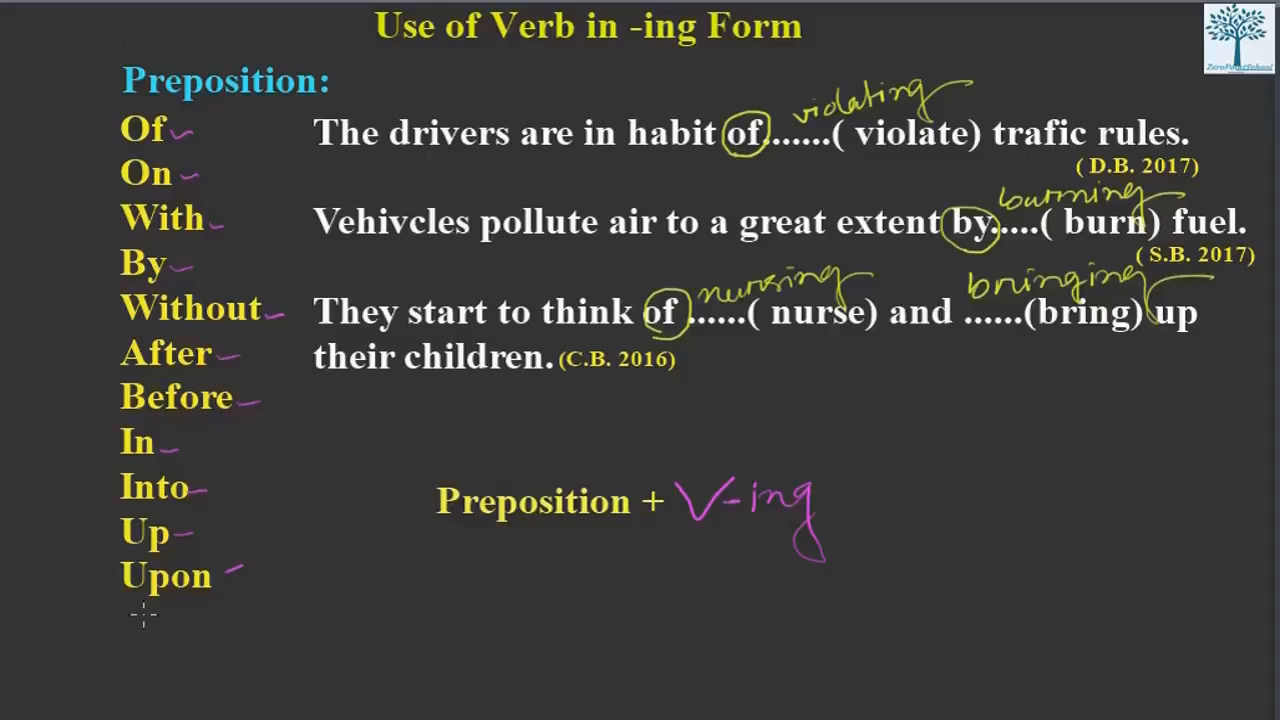 Use of Verb in -ing Form
ZeroPointSchool
Preposition:
violating
Of The drivers are in habit of.......( violate) trafic rules.
( D.B. 2017)
On
burning
With Vehivcles pollute air to a great extent by.....( burn) fuel.
( S.B. 2017)
By
nursing bringing
Without They start to think of ......( nurse) and ......(bring) up
After their children. (C.B. 2016)
Before
In
Into Preposition + V-ing
Up
Upon